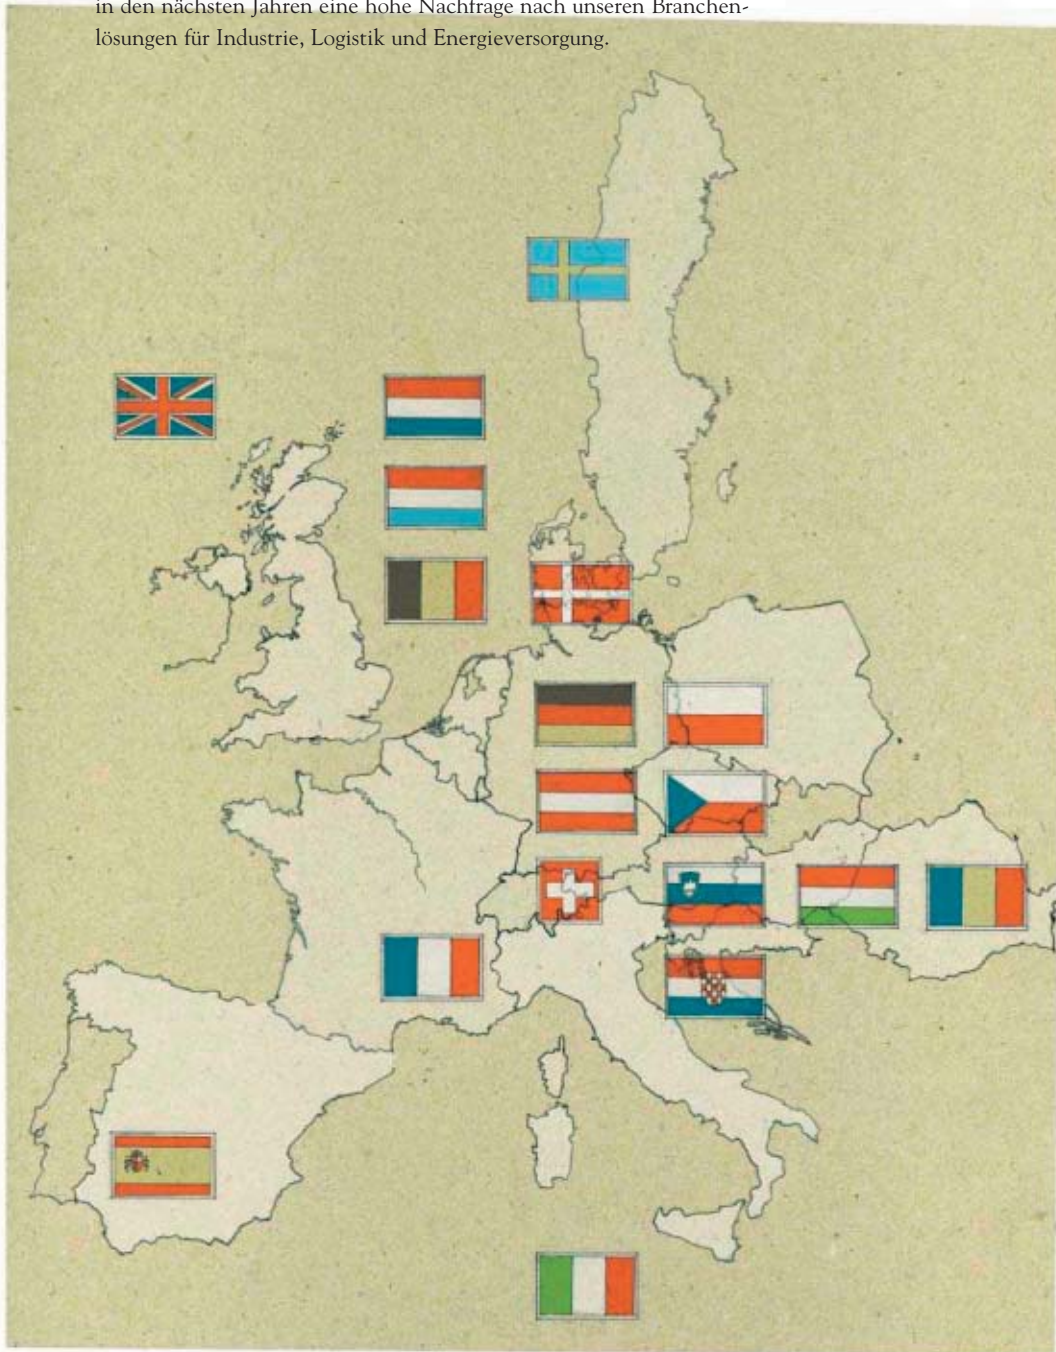 in den nächsten Jahren eine hohe Nachfrage nach unseren Branchen-
lösungen für Industrie, Logistik und Energieversorgung.